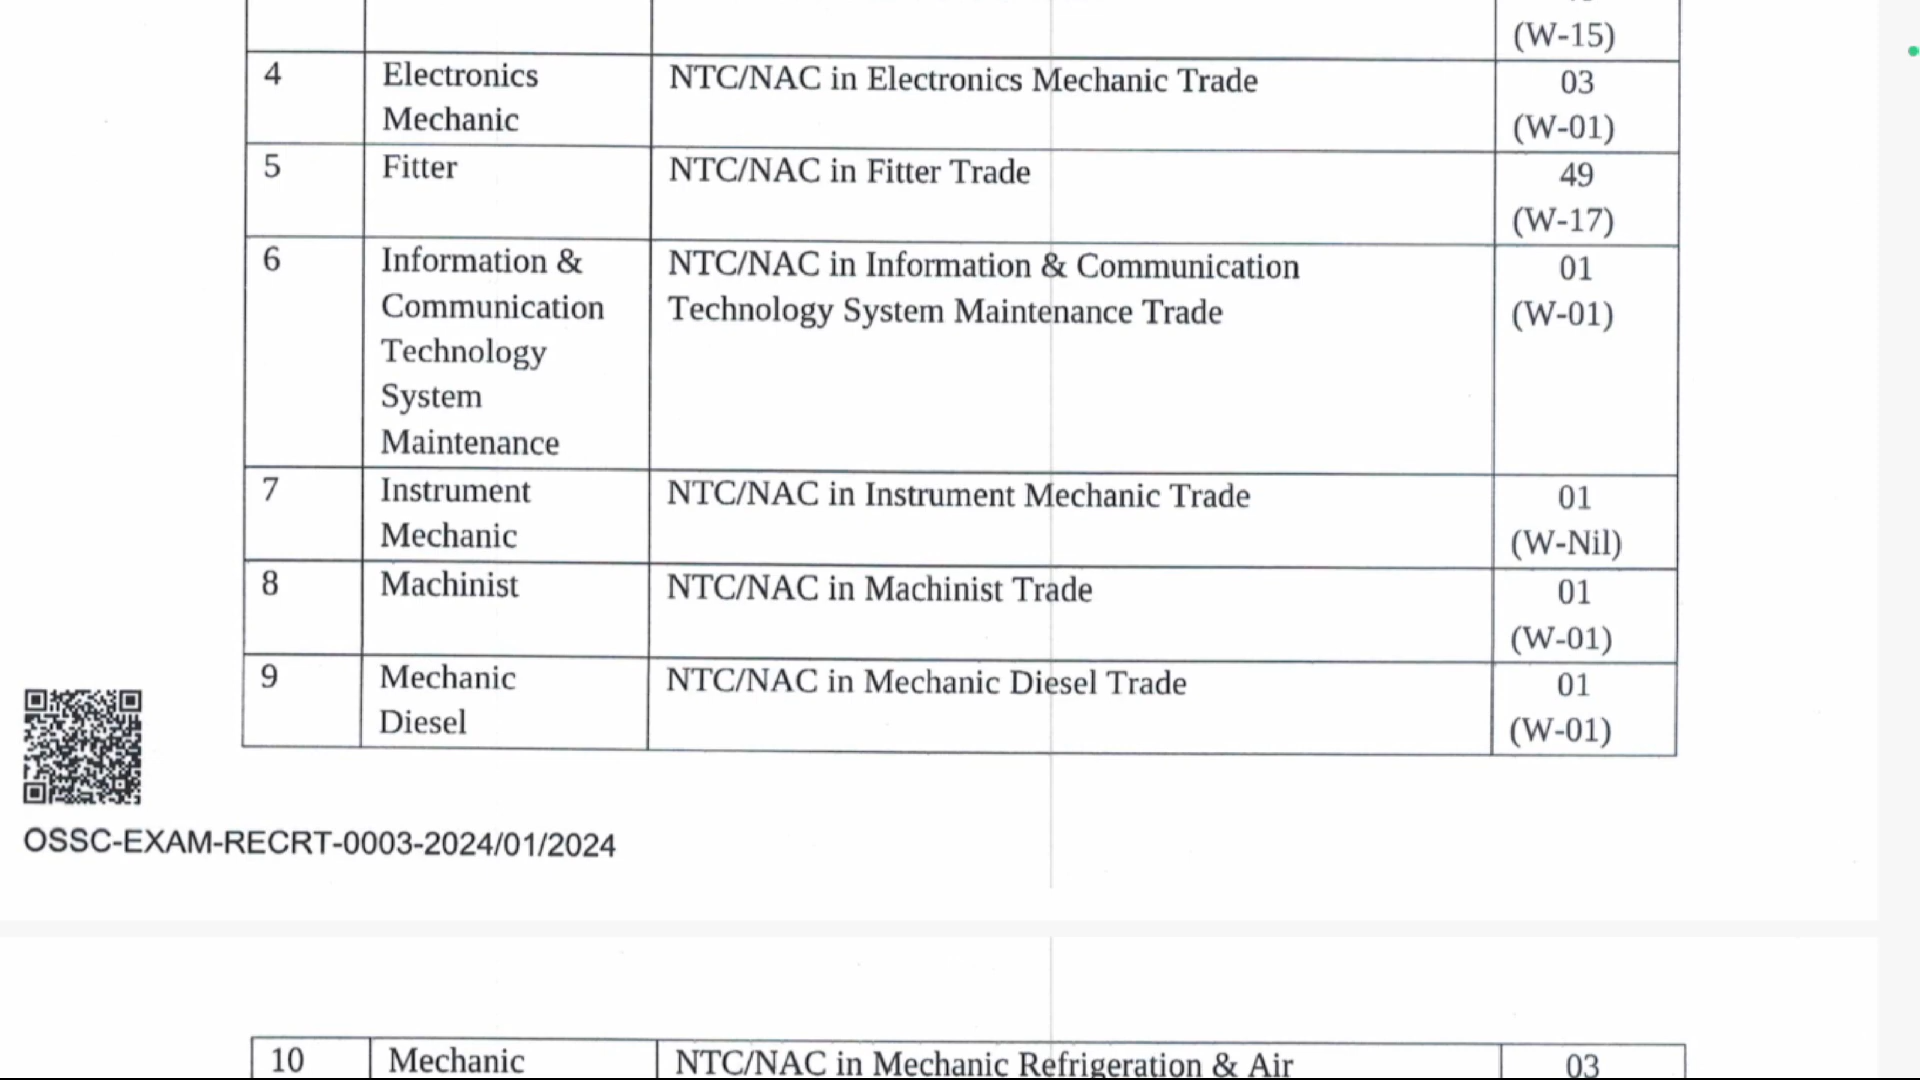 (W-15)
4 Electronics Mechanic NTC/NAC in Electronics Mechanic Trade 03 (W-01)
5 Fitter NTC/NAC in Fitter Trade 49 (W-17)
6 Information & Communication Technology System Maintenance NTC/NAC in Information & Communication Technology System Maintenance Trade 01 (W-01)
7 Instrument Mechanic NTC/NAC in Instrument Mechanic Trade 01 (W-Nil)
8 Machinist NTC/NAC in Machinist Trade 01 (W-01)
9 Mechanic Diesel NTC/NAC in Mechanic Diesel Trade 01 (W-01)
OSSC-EXAM-RECRT-0003-2024/01/2024
10 Mechanic NTC/NAC in Mechanic Refrigeration & Air 03